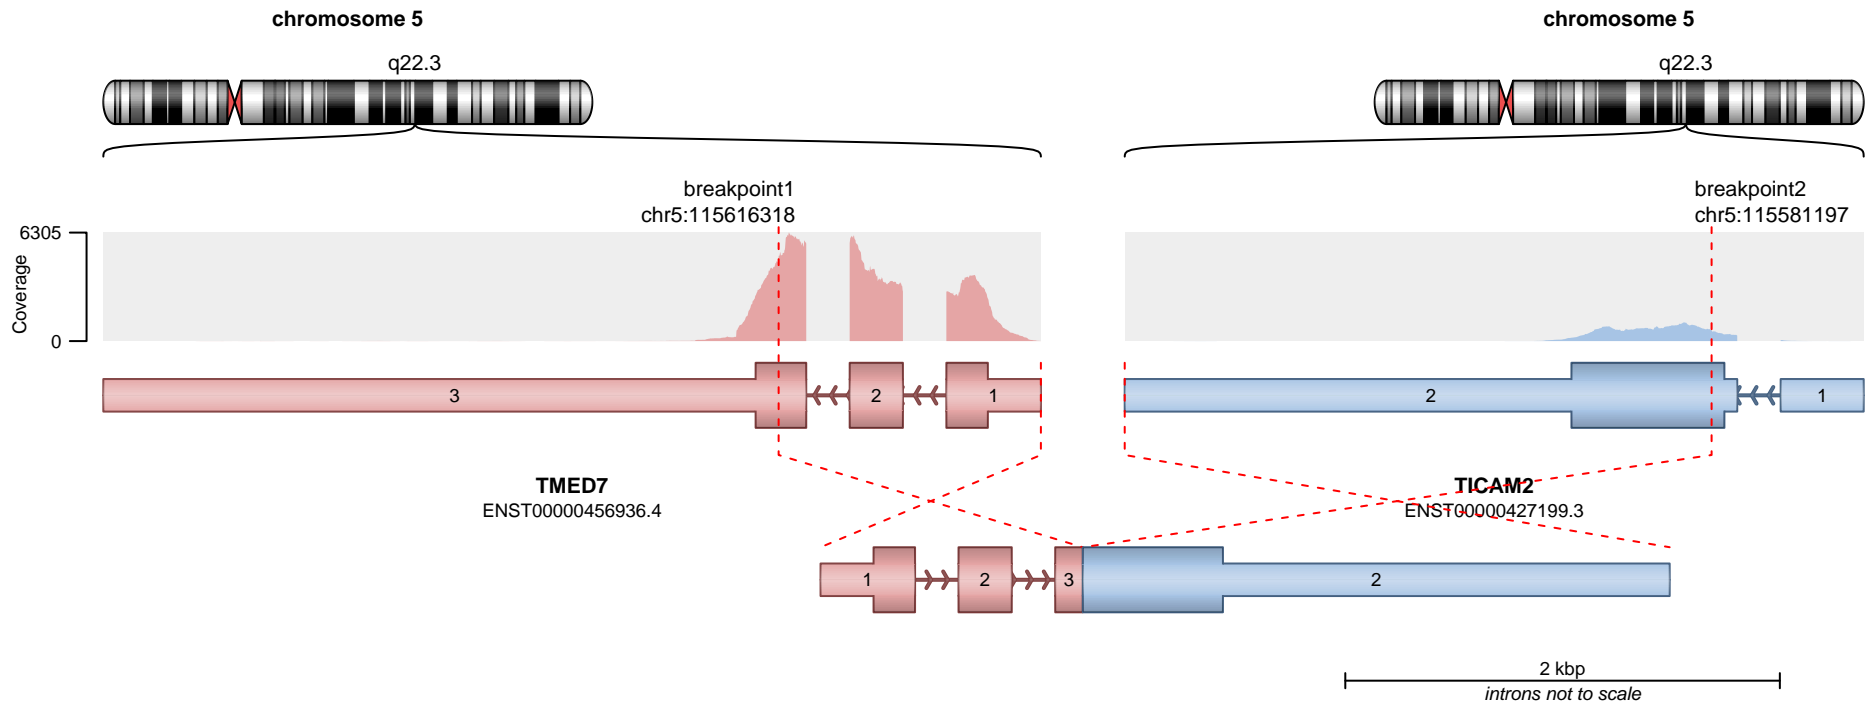 chromosome 5
chromosome 5
q22.3
q22.3
breakpoint1
chr5:115616318
breakpoint2
chr5:115581197
6305
0
Coverage
3
2
1
2
1
TMED7
ENST00000456936.4
TICAM2
ENST00000427199.3
1
2
3
2
2 kbp
introns not to scale